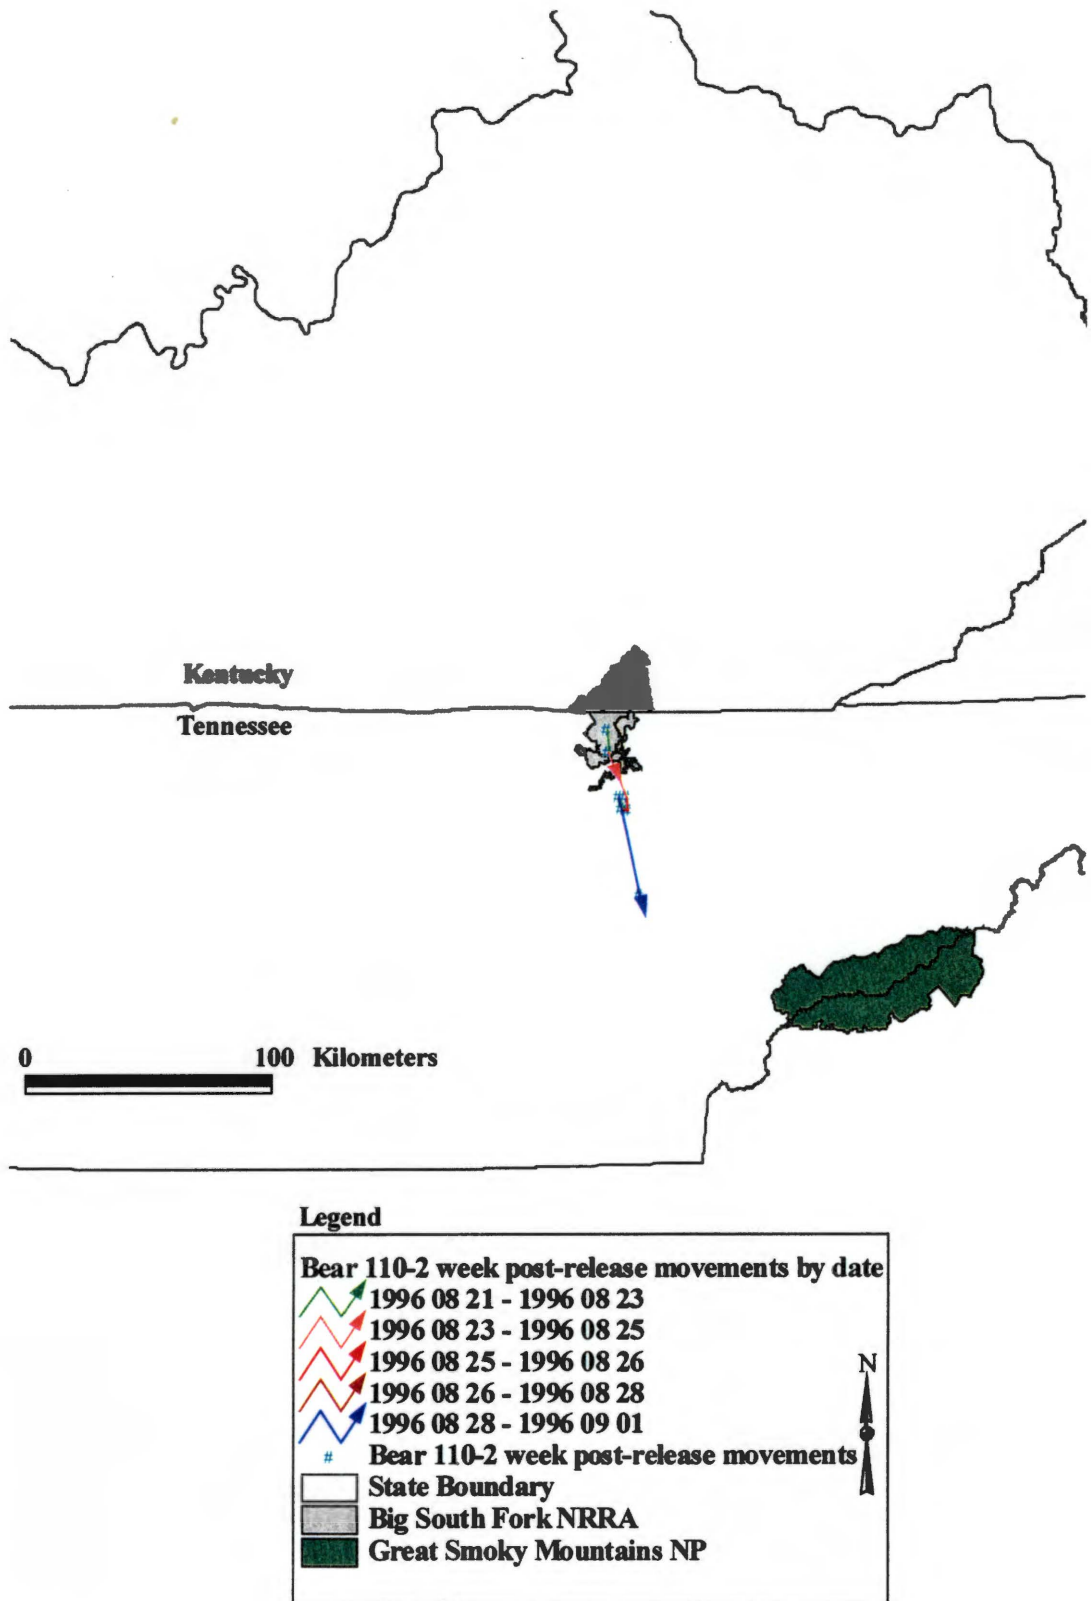 Kentucky
Tennessee
0 100 Kilometers
Legend
Bear 110-2 week post-release movements by date
1996 08 21 - 1996 08 23
1996 08 23 - 1996 08 25
1996 08 25 - 1996 08 26
1996 08 26 - 1996 08 28
1996 08 28 - 1996 09 01
# Bear 110-2 week post-release movements
State Boundary
Big South Fork NRRA
Great Smoky Mountains NP
N